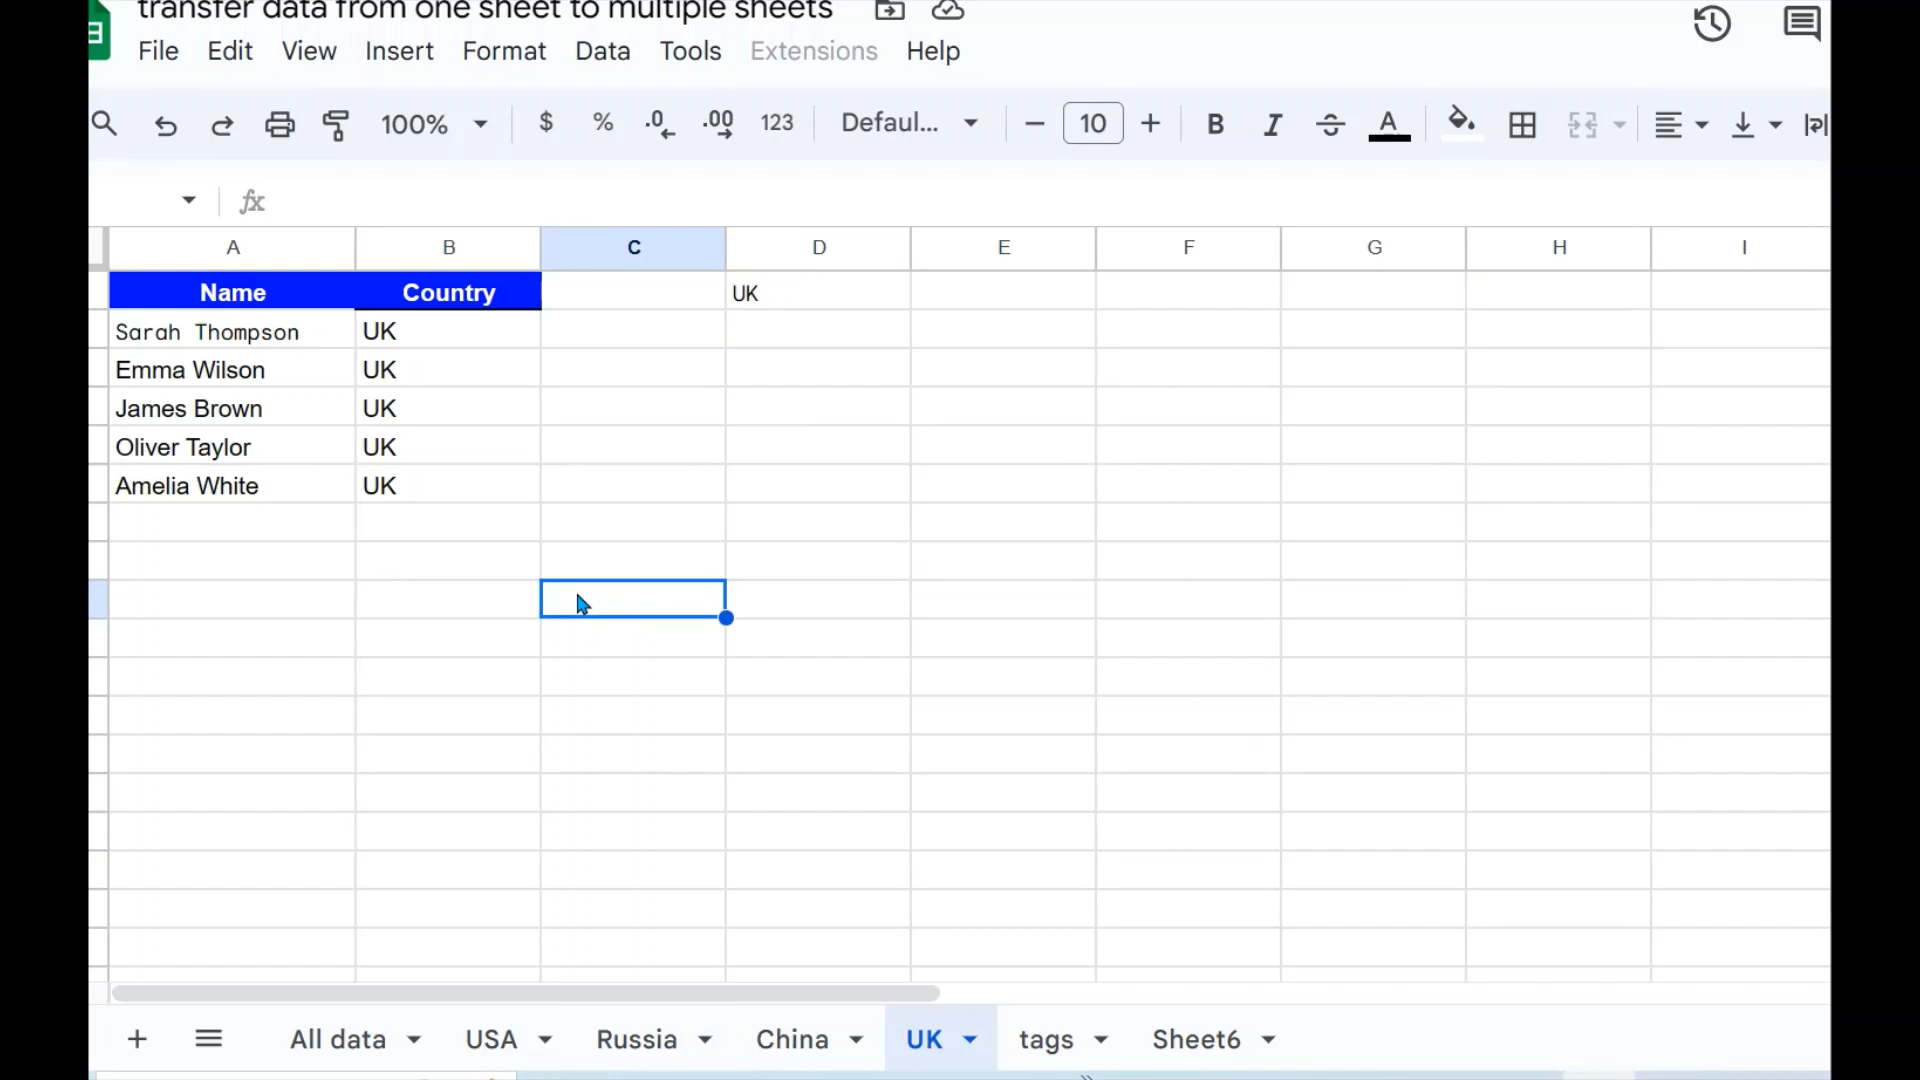 transfer data from one sheet to multiple sheets
File Edit View Insert Format Data Tools Extensions Help
100% $ % .0 .00 123 Defaul... 10 B I A
fx
A B C D E F G H I
Name Country UK
Sarah Thompson UK
Emma Wilson UK
James Brown UK
Oliver Taylor UK
Amelia White UK
All data USA Russia China UK tags Sheet6